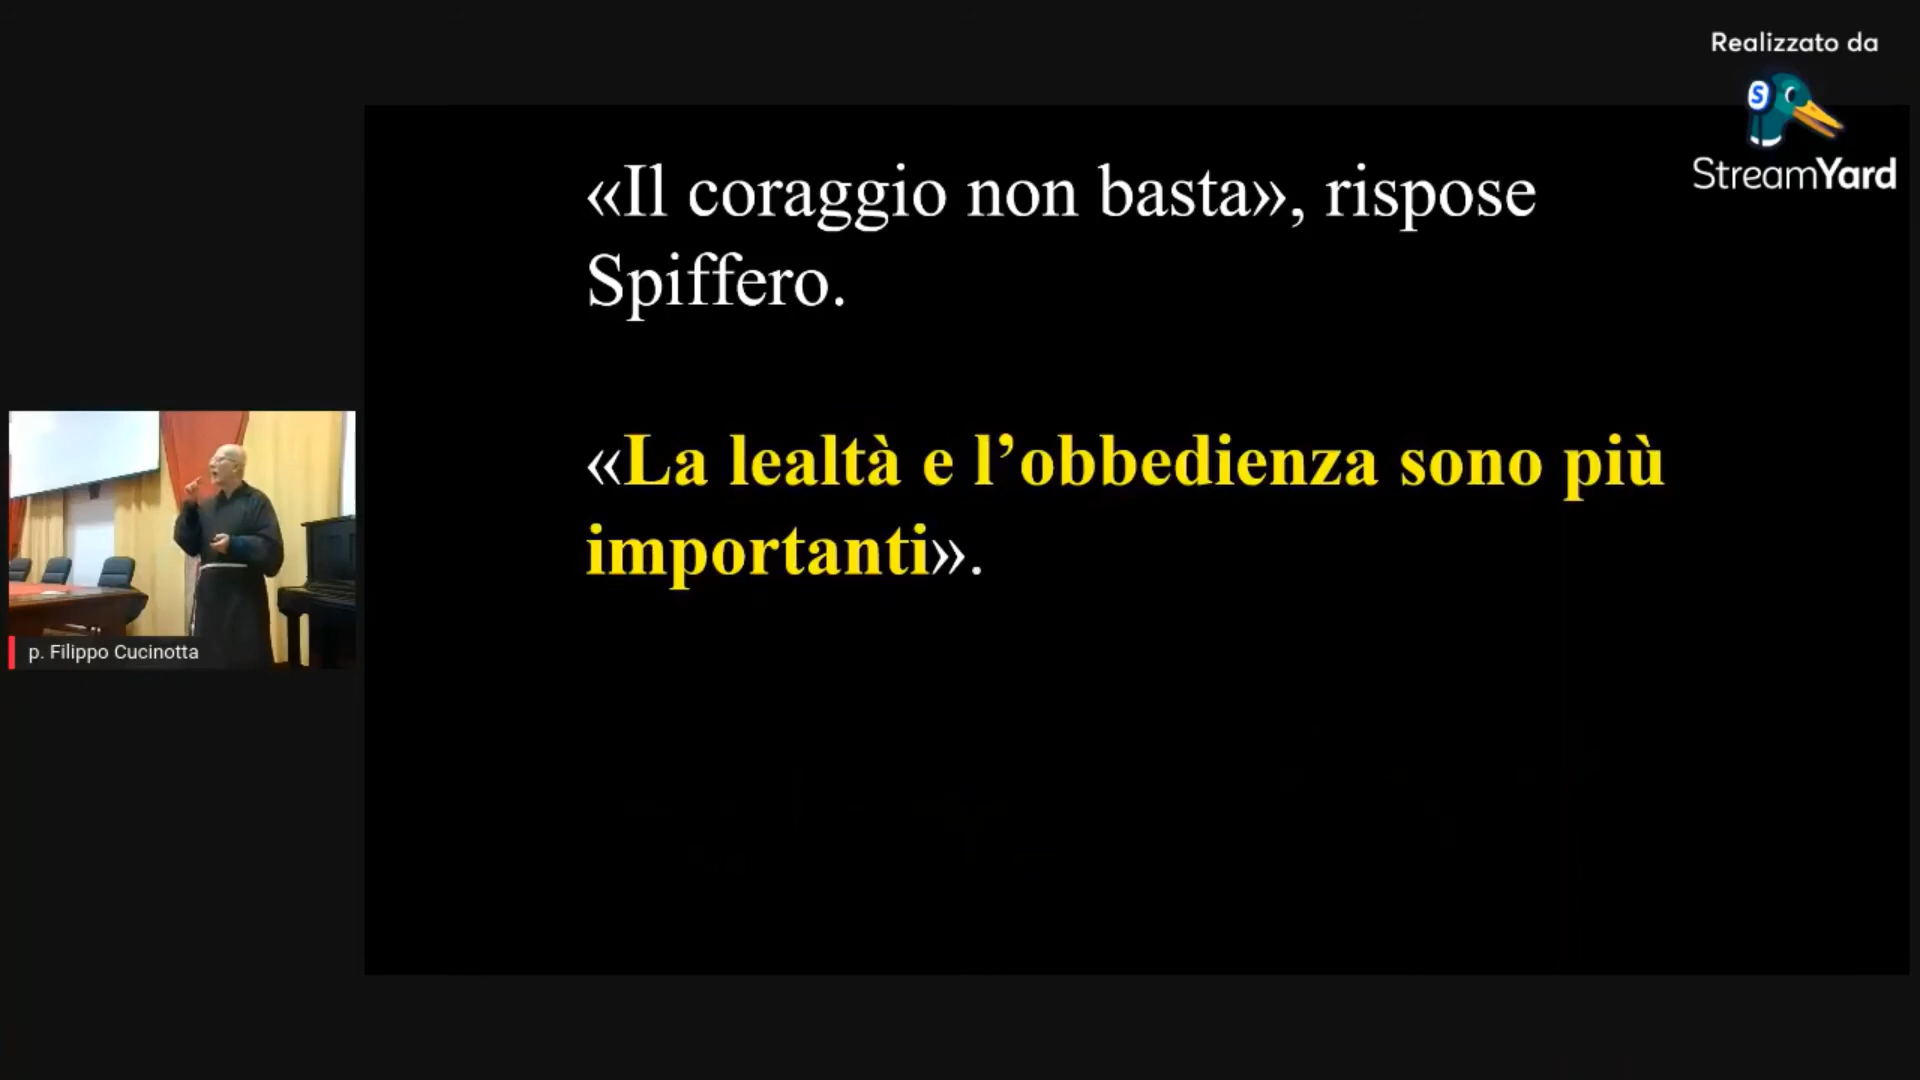 Realizzato da
StreamYard
«Il coraggio non basta», rispose
Spiffero.
«La lealtà e l’obbedienza sono più
importanti».
p. Filippo Cucinotta